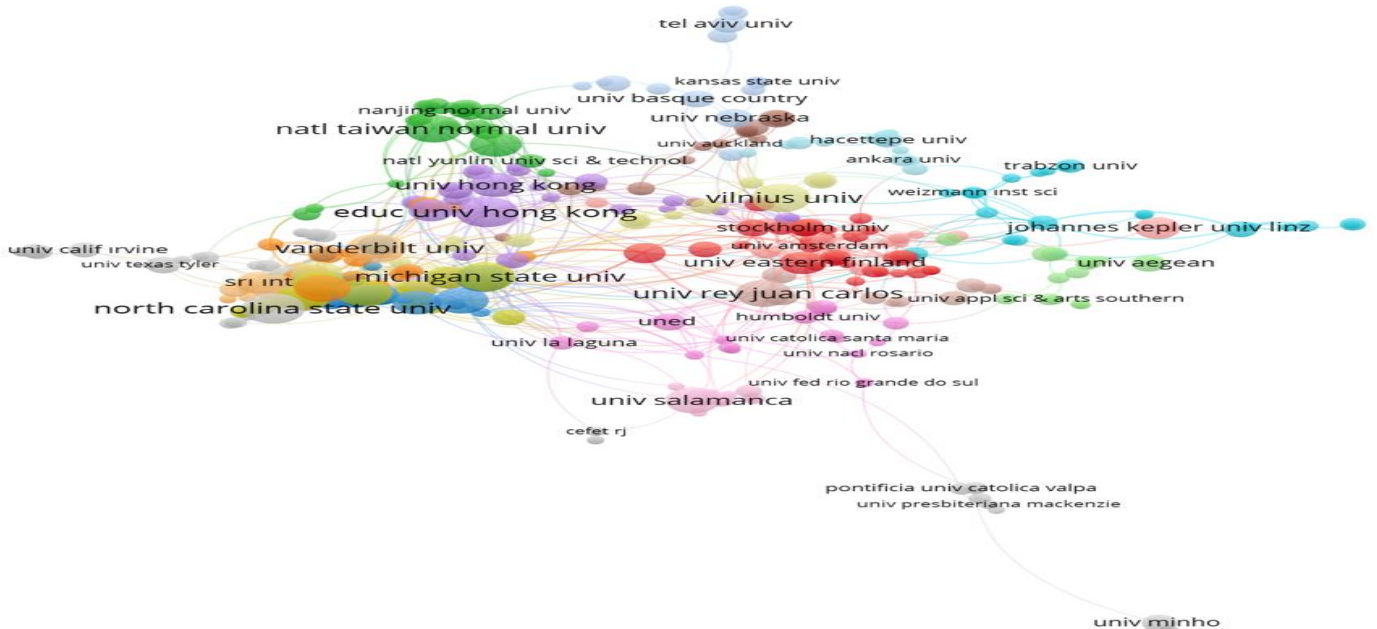 tel aviv univ
kansas state univ
univ basque country
nanjing normal univ
univ nebraska
natl taiwan normal univ
hacettepe univ
univ auckland
natl yunlin univ sci & technol
ankara univ
trabzon univ
univ hong kong
weizmann inst sci
vilnius univ
educ univ hong kong
stockholm univ
johannes kepler univ linz
univ calif irvine
vanderbilt univ
univ amsterdam
univ texas tyler
univ eastern finland
univ aegean
sri int
michigan state univ
univ rey juan carlos
univ appl sci & arts southern
north carolina state univ
uned
humboldt univ
univ la laguna
univ catolica santa maria
univ nacl rosario
univ fed rio grande do sul
univ salamanca
cefet rj
pontificia univ catolica valpa
univ presbiteriana mackenzie
univ minho